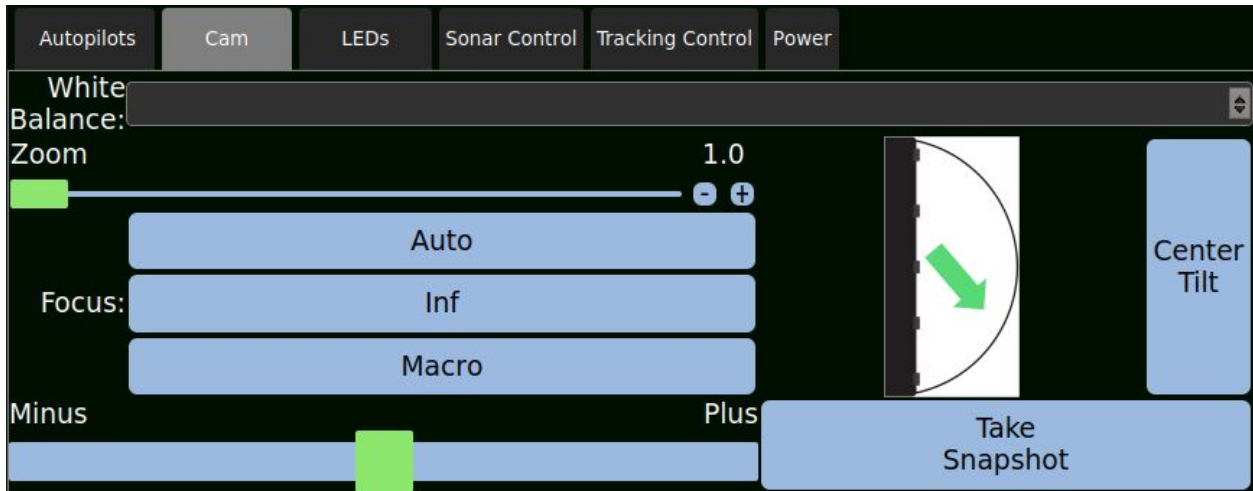 Autopilots Cam LEDs Sonar Control Tracking Control Power
White
Balance:
Zoom 1.0
- +
Auto
Focus: Inf
Macro
Center
Tilt
Minus Plus
Take
Snapshot